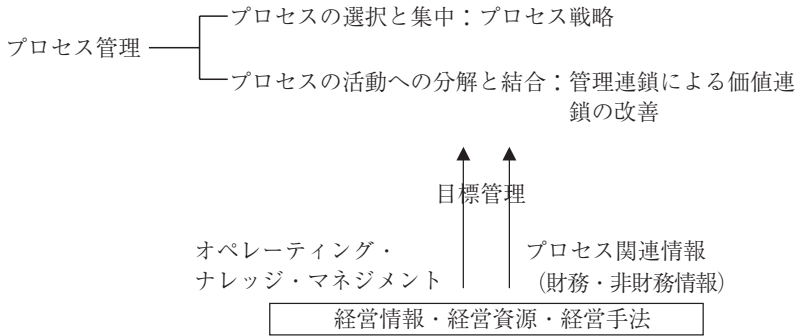 プロセスの選択と集中：プロセス戦略
プロセス管理
プロセスの活動への分解と結合：管理連鎖による価値連
鎖の改善
目標管理
オペレーティング・
ナレッジ・マネジメント
プロセス関連情報
（財務・非財務情報）
経営情報・経営資源・経営手法